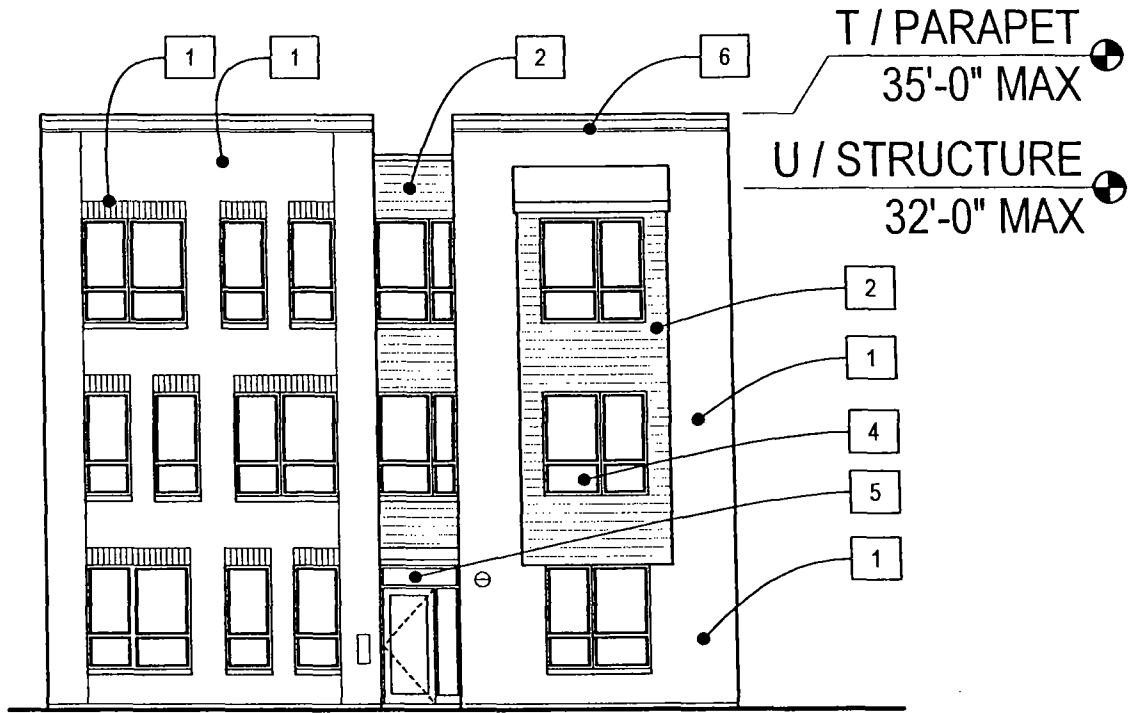 1
1
2
6
T / PARAPET
35'-0" MAX
U / STRUCTURE
32'-0" MAX
2
1
4
5
1